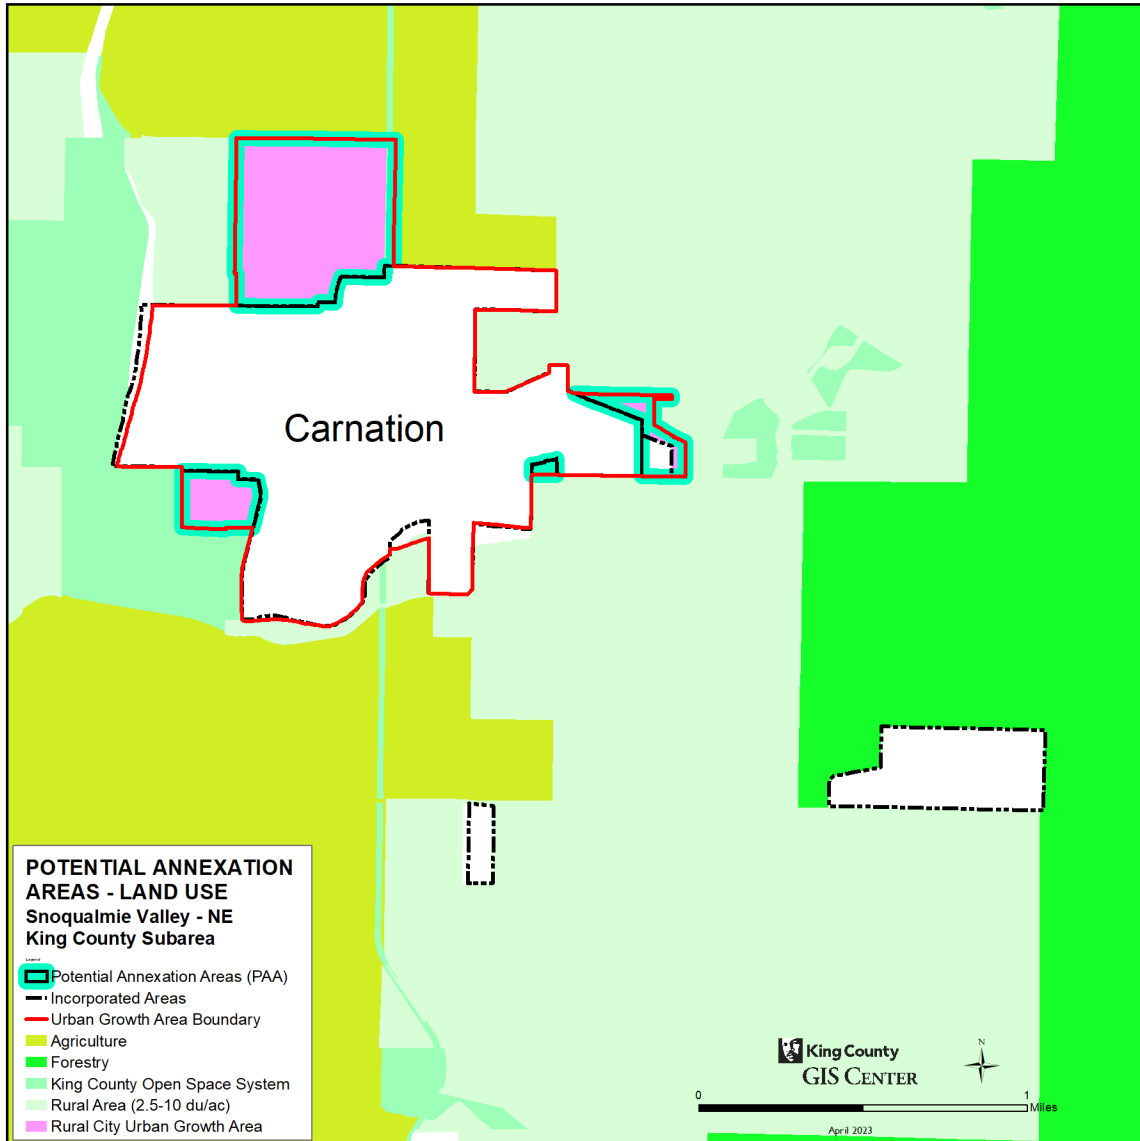 Carnation
POTENTIAL ANNEXATION
AREAS - LAND USE
Snoqualmie Valley - NE
King County Subarea
Legend
Potential Annexation Areas (PAA)
Incorporated Areas
Urban Growth Area Boundary
Agriculture
Forestry
King County Open Space System
Rural Area (2.5-10 du/ac)
Rural City Urban Growth Area
King County
GIS CENTER
N
0 1
Miles
April 2023